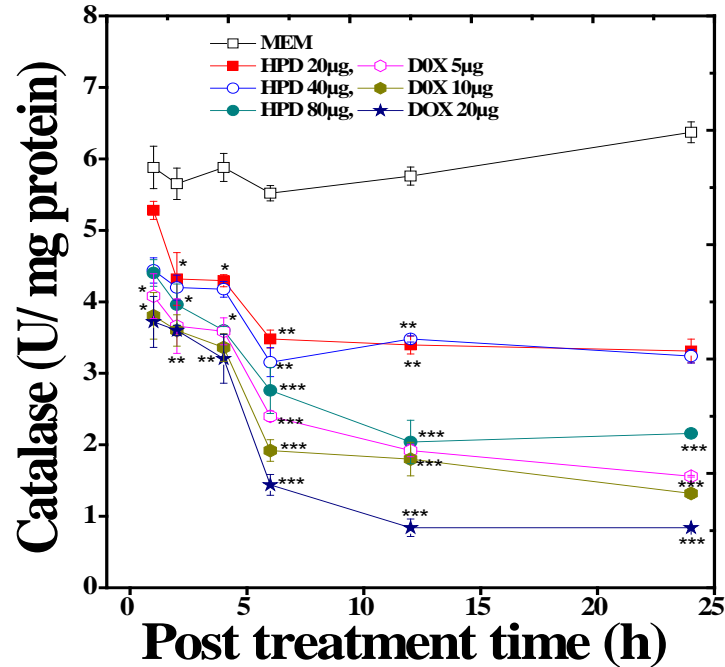 8
7
6
5
4
3
2
1
0
Catalase (U/ mg protein)
MEM
HPD 20µg, D0X 5µg
HPD 40µg, D0X 10µg
HPD 80µg, DOX 20µg
* * *
* *
* *
** **
** **
** **
***
*** ***
*** ***
*** ***
*** ***
***
0 5 10 15 20 25
Post treatment time (h)